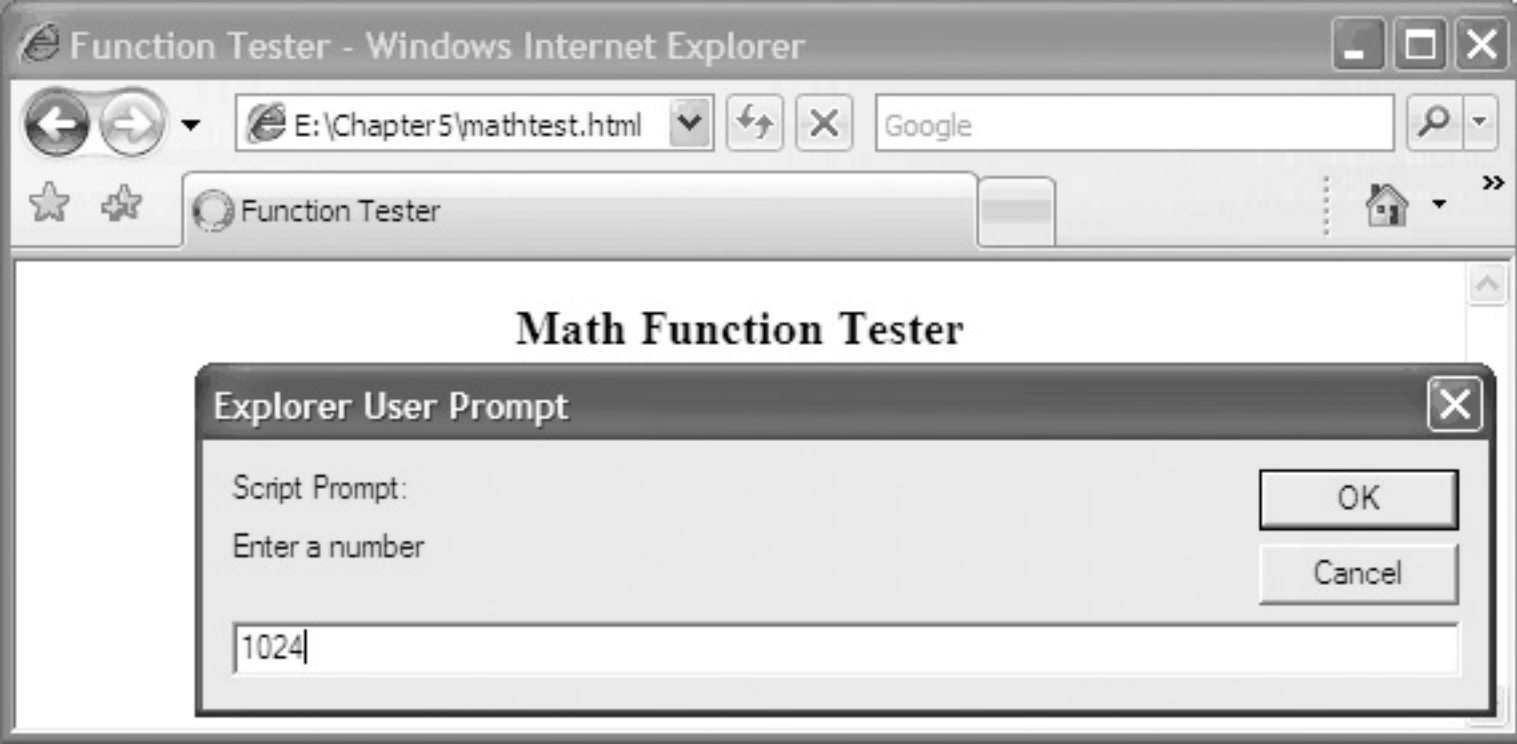 Function Tester - Windows Internet Explorer
E:\Chapter5\mathtest.html
Google
Function Tester
Math Function Tester
Explorer User Prompt
Script Prompt:
OK
Enter a number
Cancel
1024